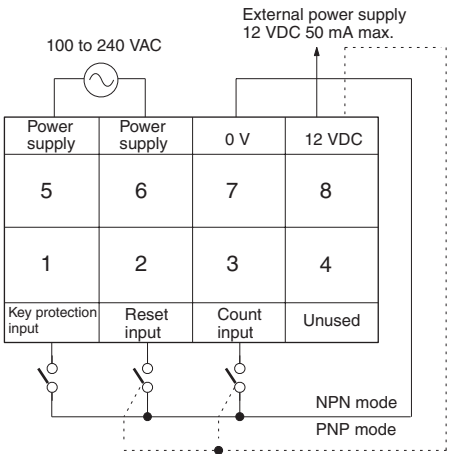 External power supply
12 VDC 50 mA max.
100 to 240 VAC
Power supply
Power supply
0 V
12 VDC
5
6
7
8
1
2
3
4
Key protection input
Reset input
Count input
Unused
NPN mode
PNP mode